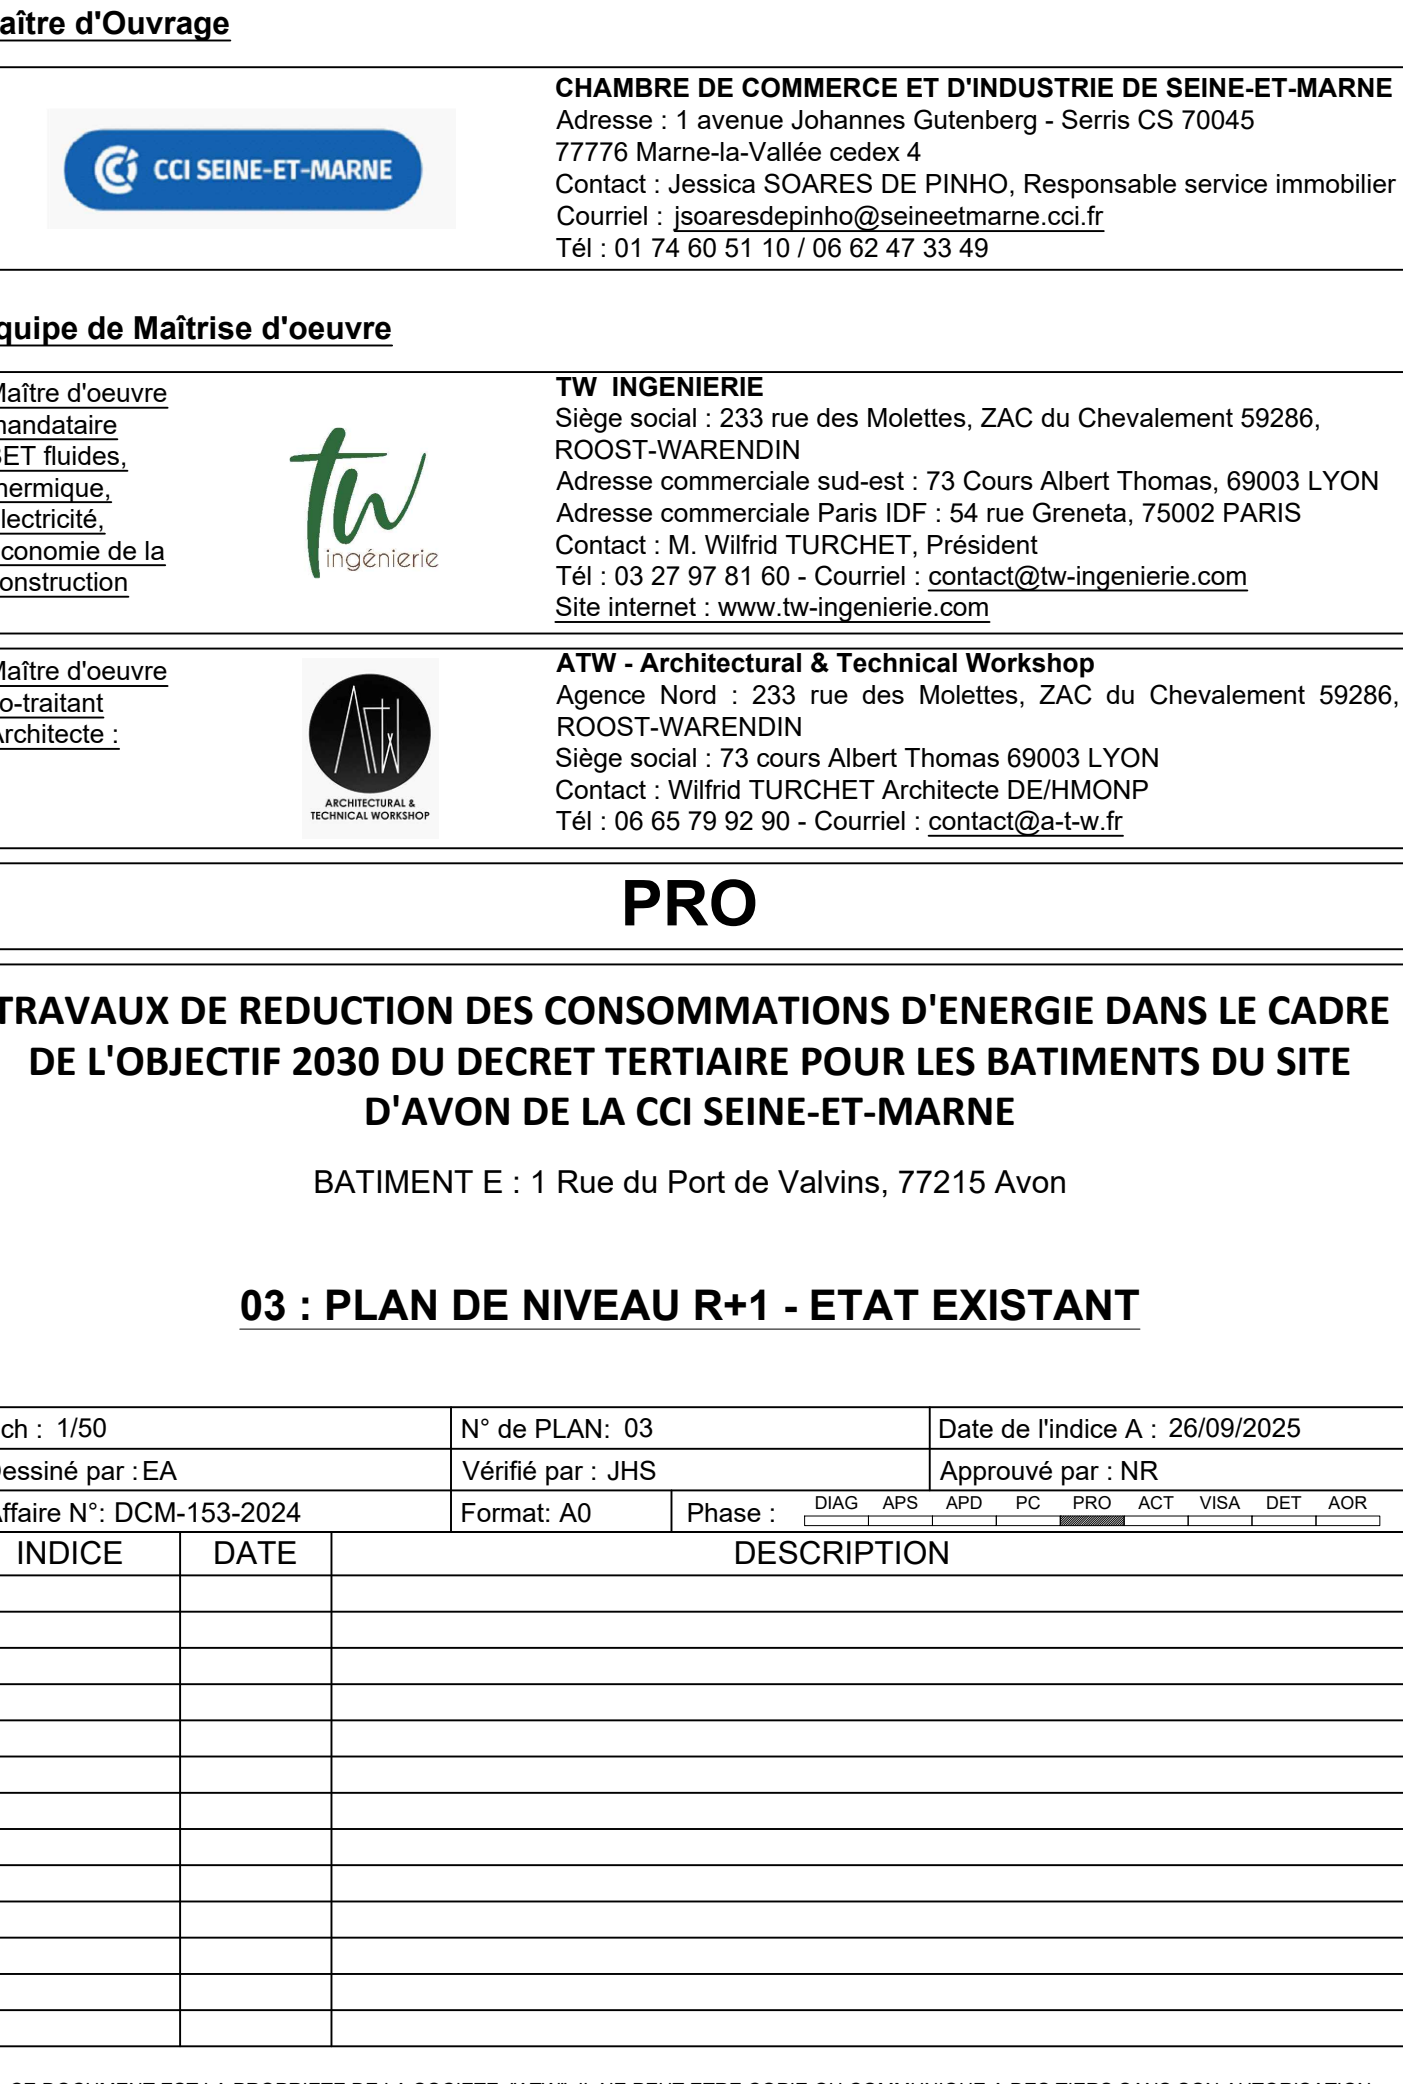 aître d'Ouvrage
CCI SEINE-ET-MARNE
CHAMBRE DE COMMERCE ET D'INDUSTRIE DE SEINE-ET-MARNE
Adresse : 1 avenue Johannes Gutenberg - Serris CS 70045
77776 Marne-la-Vallée cedex 4
Contact : Jessica SOARES DE PINHO, Responsable service immobilier
Courriel : jsoaresdepinho@seineetmarne.cci.fr
Tél : 01 74 60 51 10 / 06 62 47 33 49
quipe de Maîtrise d'oeuvre
Maître d'oeuvre
mandataire
BET fluides,
thermique,
électricité,
économie de la
construction
tw
ingénierie
TW INGENIERIE
Siège social : 233 rue des Molettes, ZAC du Chevalement 59286,
ROOST-WARENDIN
Adresse commerciale sud-est : 73 Cours Albert Thomas, 69003 LYON
Adresse commerciale Paris IDF : 54 rue Greneta, 75002 PARIS
Contact : M. Wilfrid TURCHET, Président
Tél : 03 27 97 81 60 - Courriel : contact@tw-ingenierie.com
Site internet : www.tw-ingenierie.com
Maître d'oeuvre
co-traitant
Architecte :
ATW
ARCHITECTURAL &
TECHNICAL WORKSHOP
ATW - Architectural & Technical Workshop
Agence Nord : 233 rue des Molettes, ZAC du Chevalement 59286,
ROOST-WARENDIN
Siège social : 73 cours Albert Thomas 69003 LYON
Contact : Wilfrid TURCHET Architecte DE/HMONP
Tél : 06 65 79 92 90 - Courriel : contact@a-t-w.fr
PRO
TRAVAUX DE REDUCTION DES CONSOMMATIONS D'ENERGIE DANS LE CADRE
DE L'OBJECTIF 2030 DU DECRET TERTIAIRE POUR LES BATIMENTS DU SITE
D'AVON DE LA CCI SEINE-ET-MARNE
BATIMENT E : 1 Rue du Port de Valvins, 77215 Avon
03 : PLAN DE NIVEAU R+1 - ETAT EXISTANT
ch : 1/50 N° de PLAN: 03 Date de l'indice A : 26/09/2025
Dessiné par : EA Vérifié par : JHS Approuvé par : NR
Affaire N°: DCM-153-2024 Format: A0 Phase : DIAG APS APD PC PRO ACT VISA DET AOR
INDICE DATE DESCRIPTION